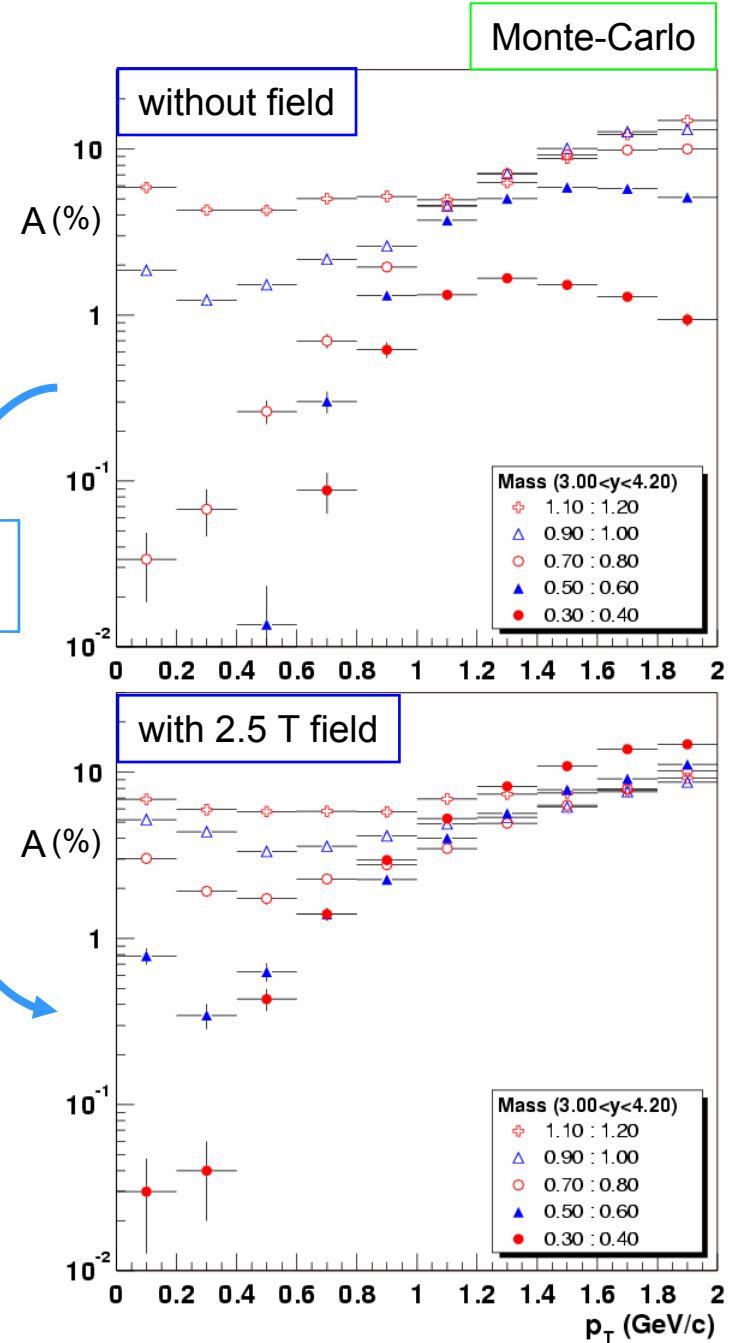 Monte-Carlo
without field
A (%)
10
1
10⁻¹
10⁻²
Mass (3.00<y<4.20)
1.10 : 1.20
0.90 : 1.00
0.70 : 0.80
0.50 : 0.60
0.30 : 0.40
0 0.2 0.4 0.6 0.8 1 1.2 1.4 1.6 1.8 2
with 2.5 T field
A (%)
10
1
10⁻¹
10⁻²
Mass (3.00<y<4.20)
1.10 : 1.20
0.90 : 1.00
0.70 : 0.80
0.50 : 0.60
0.30 : 0.40
0 0.2 0.4 0.6 0.8 1 1.2 1.4 1.6 1.8 2
p_T (GeV/c)